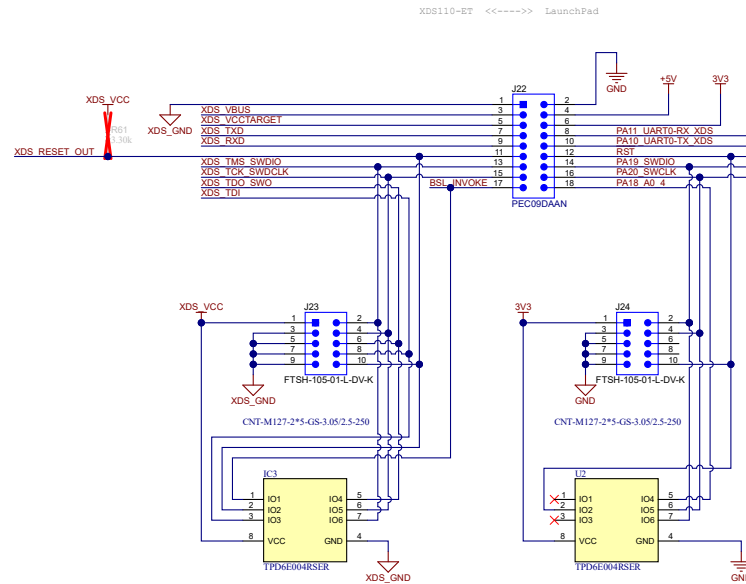 XDS110-ET <<---->> LaunchPad
XDS_VCC
R61
3.30k
XDS_RESET_OUT
XDS_GND
XDS_VBUS
XDS_VCCTARGET
XDS_TXD
XDS_RXD
XDS_TMS_SWDIO
XDS_TCK_SWDCLK
XDS_TDO_SWO
XDS_TDI
BSL_INVOKE
J22
1 2
3 4
5 6
7 8
9 10
11 12
13 14
15 16
17 18
PEC09DAAN
GND
+5V
3V3
PA11_UART0-RX_XDS
PA10_UART0-TX_XDS
RST
PA19_SWDIO
PA20_SWCLK
PA18_A0_4
XDS_VCC
J23
1 2
3 4
5 6
7 8
9 10
FTSH-105-01-L-DV-K
XDS_GND
CNT-M127-2*5-GS-3.05/2.5-250
3V3
J24
1 2
3 4
5 6
7 8
9 10
FTSH-105-01-L-DV-K
GND
CNT-M127-2*5-GS-3.05/2.5-250
IC3
1 IO1 IO4 5
2 IO2 IO5 6
3 IO3 IO6 7
8 VCC GND 4
TPD6E004RSER
XDS_GND
U2
1 IO1 IO4 5
2 IO2 IO5 6
3 IO3 IO6 7
8 VCC GND 4
TPD6E004RSER
GND